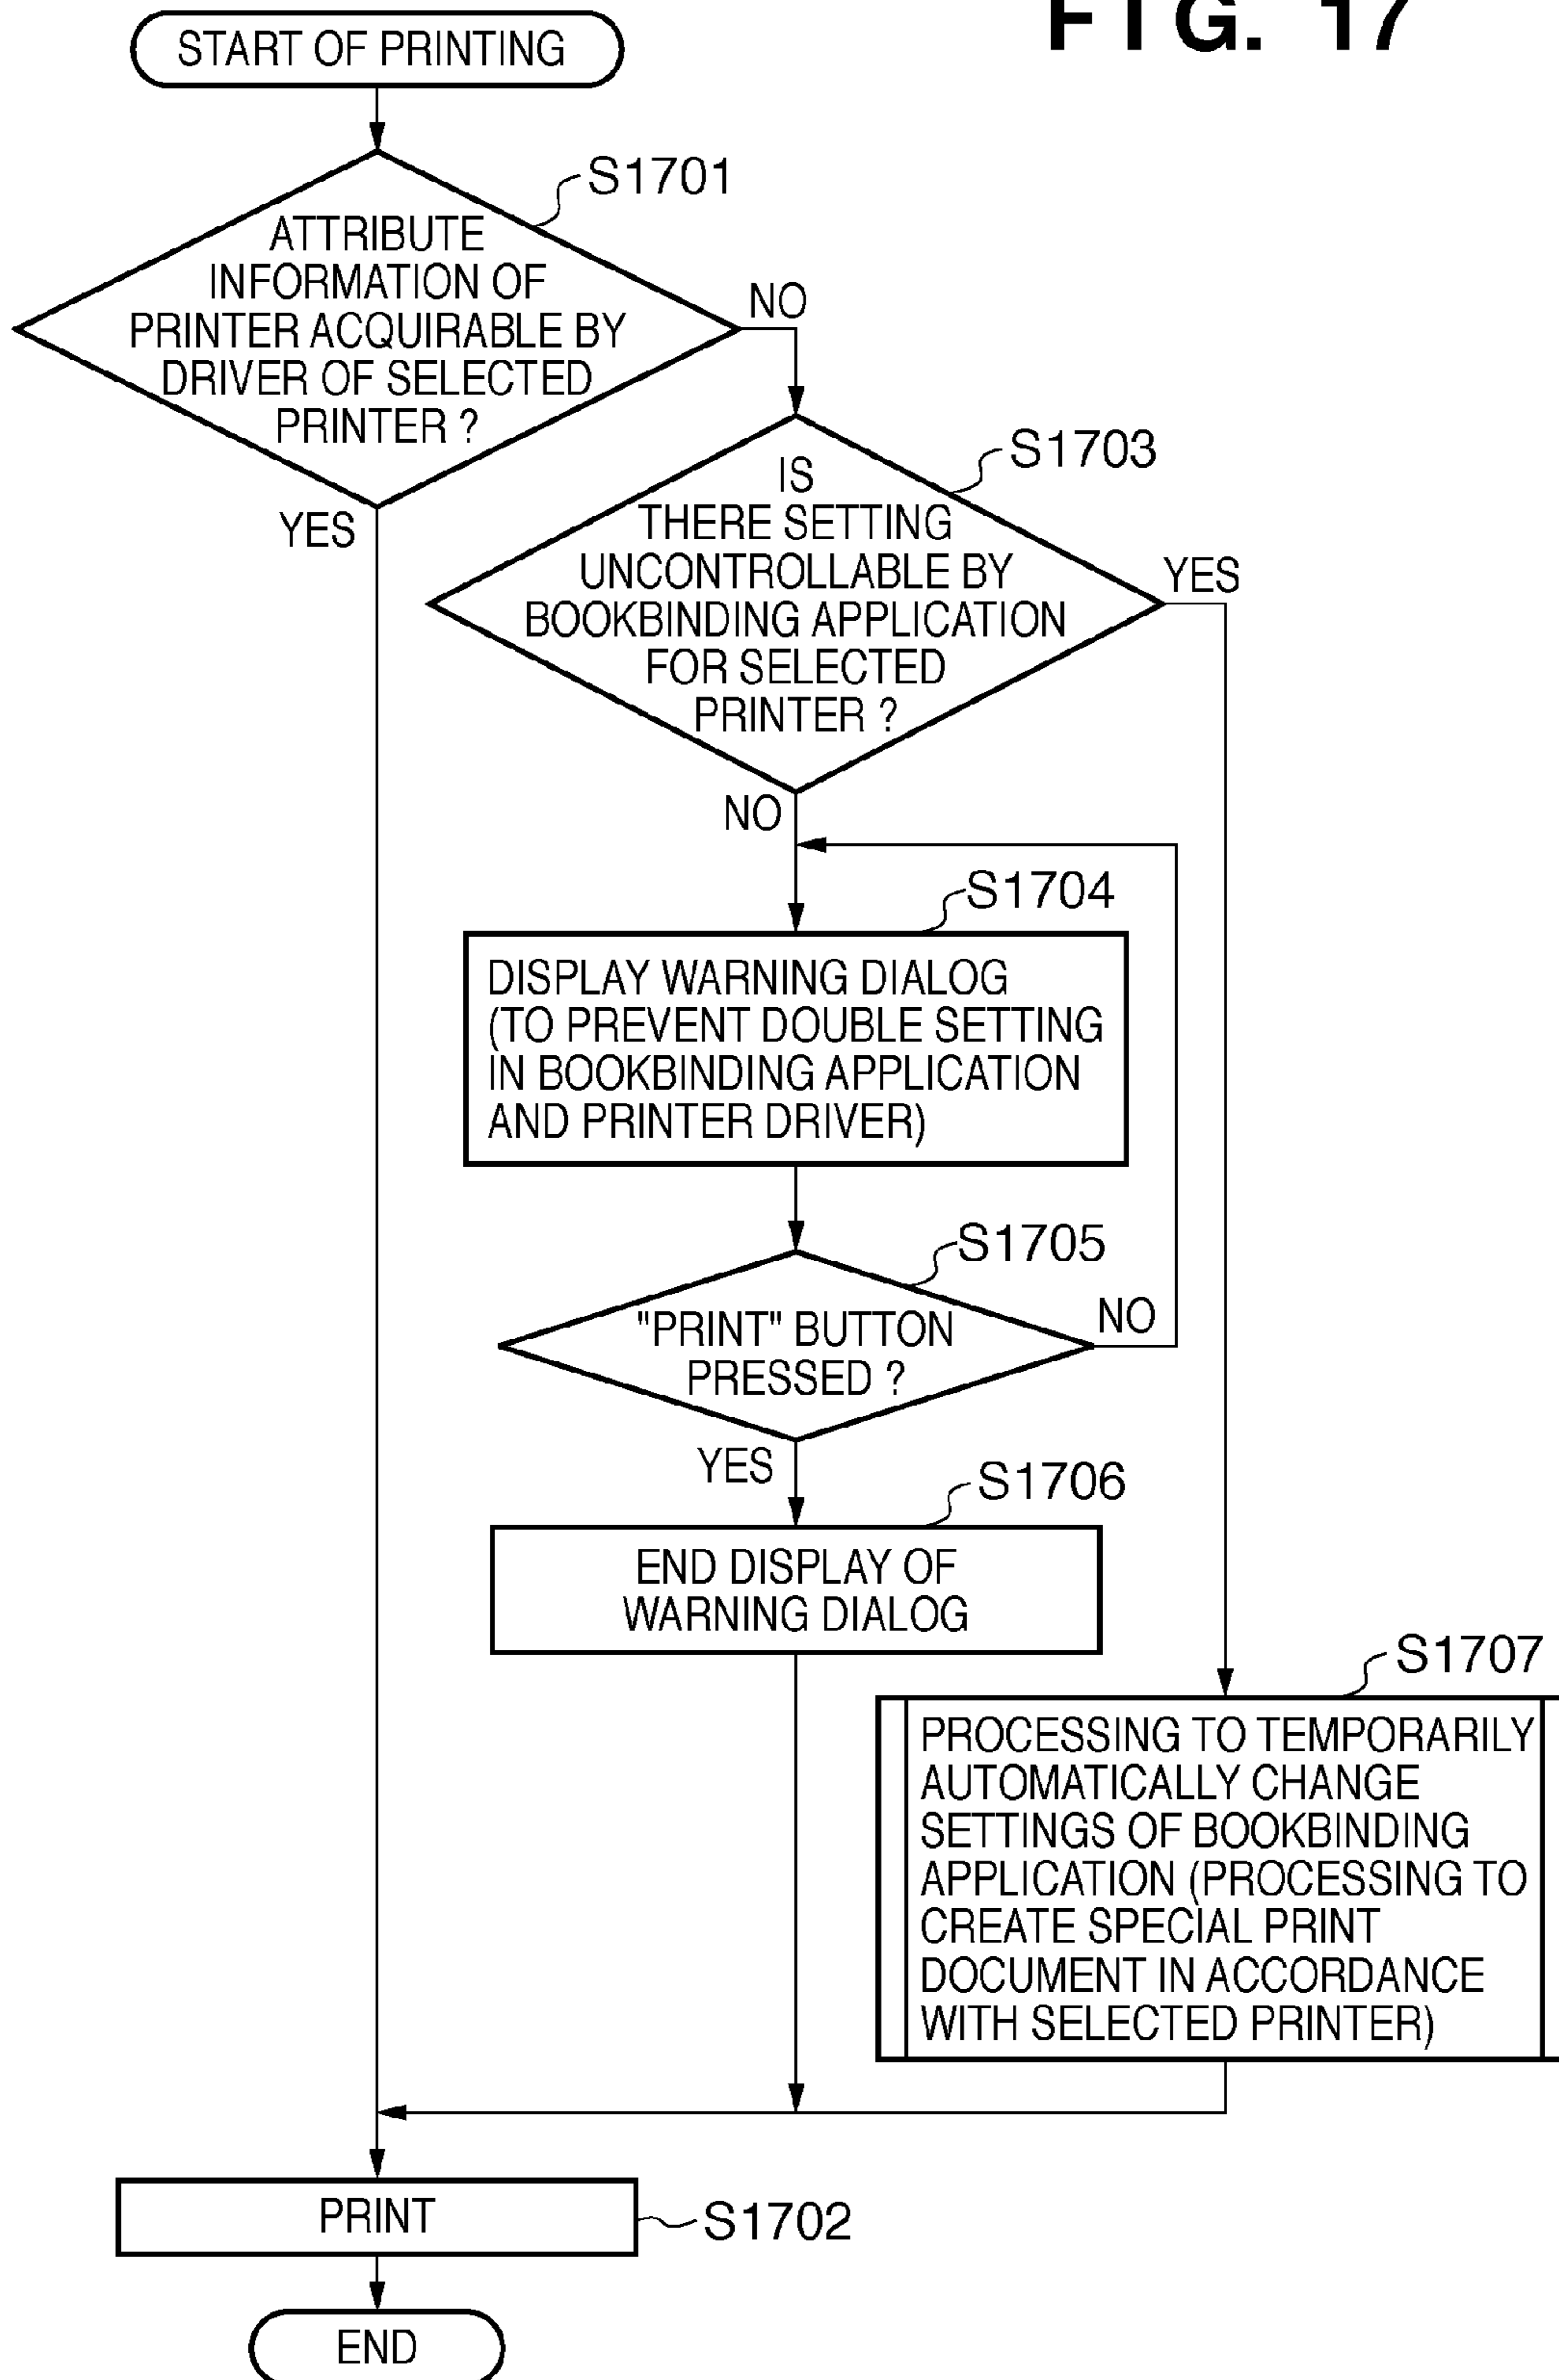 FIG. 17
START OF PRINTING
S1701
ATTRIBUTE
INFORMATION OF
PRINTER ACQUIRABLE BY
DRIVER OF SELECTED
PRINTER ?
NO
YES
S1703
IS
THERE SETTING
UNCONTROLLABLE BY
BOOKBINDING APPLICATION
FOR SELECTED
PRINTER ?
YES
NO
S1704
DISPLAY WARNING DIALOG
(TO PREVENT DOUBLE SETTING
IN BOOKBINDING APPLICATION
AND PRINTER DRIVER)
S1705
"PRINT" BUTTON
PRESSED ?
NO
YES
S1706
END DISPLAY OF
WARNING DIALOG
S1707
PROCESSING TO TEMPORARILY
AUTOMATICALLY CHANGE
SETTINGS OF BOOKBINDING
APPLICATION (PROCESSING TO
CREATE SPECIAL PRINT
DOCUMENT IN ACCORDANCE
WITH SELECTED PRINTER)
PRINT
S1702
END